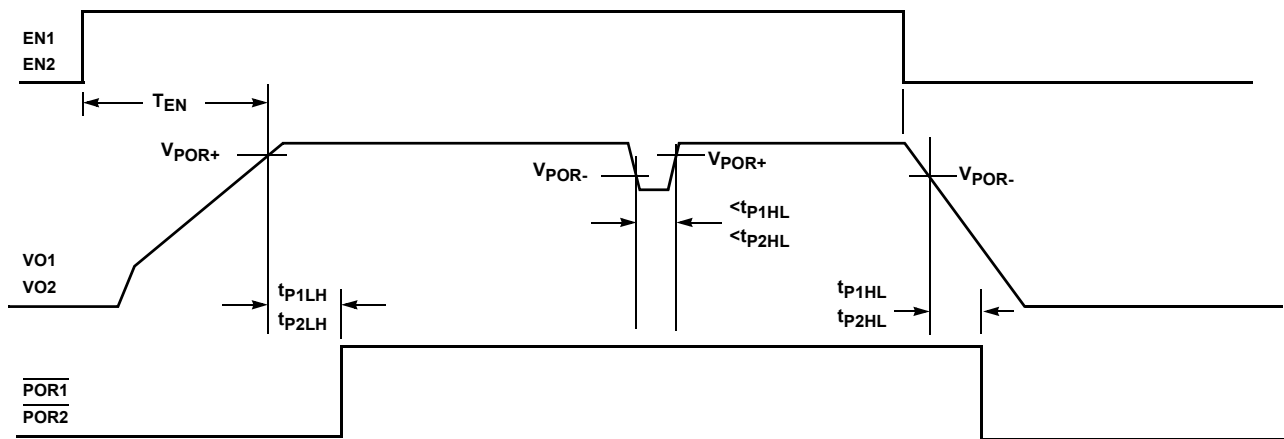 EN1
EN2
TEN
VPOR+
VPOR-
VPOR+
VPOR-
<tP1HL
<tP2HL
VO1
VO2
tP1LH
tP2LH
tP1HL
tP2HL
POR1
POR2